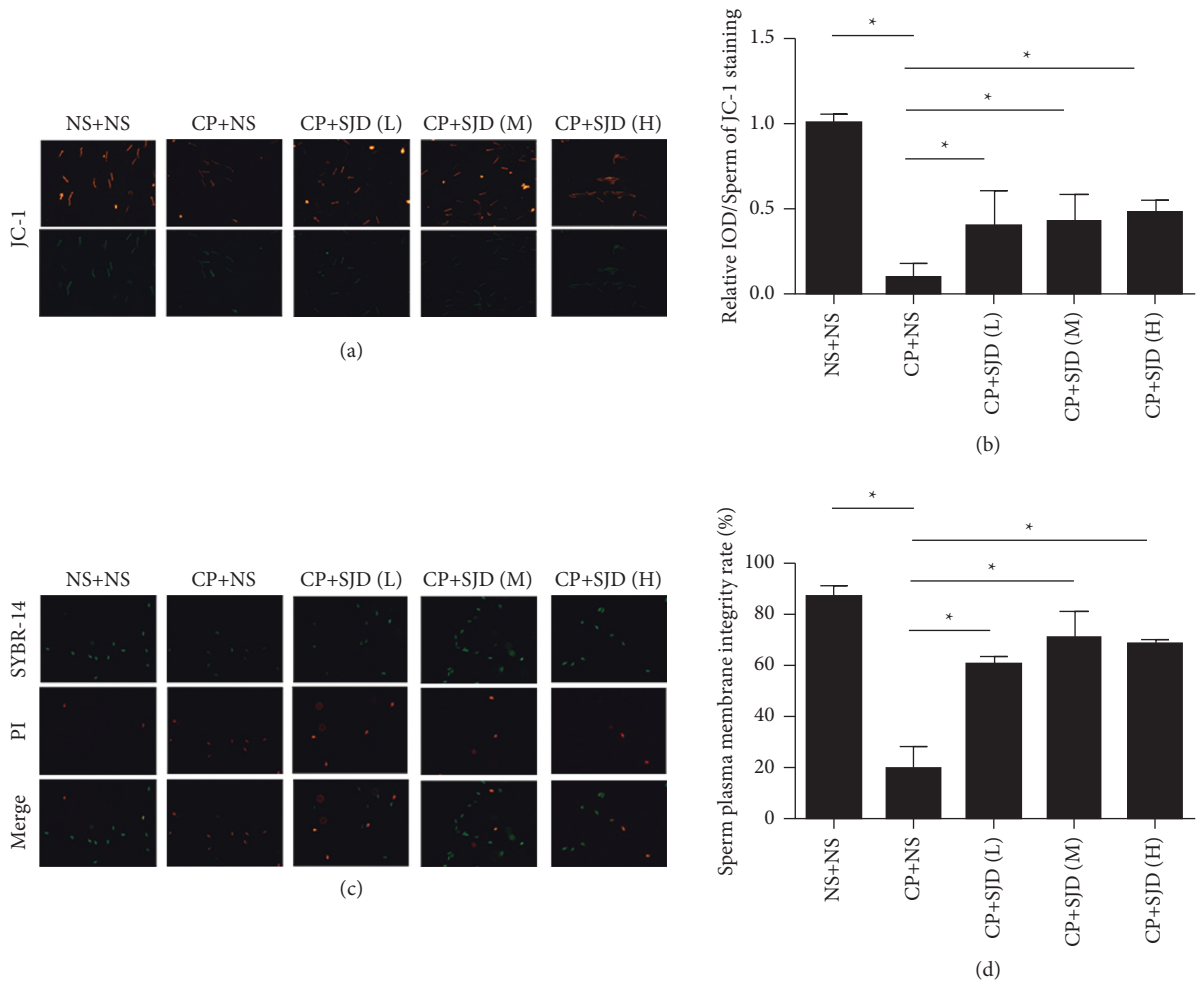 NS+NS CP+NS CP+SJD (L) CP+SJD (M) CP+SJD (H)
JC-1
(a)
Relative IOD/Sperm of JC-1 staining
1.5
1.0
0.5
0.0
*
*
*
*
NS+NS
CP+NS
CP+SJD (L)
CP+SJD (M)
CP+SJD (H)
(b)
NS+NS CP+NS CP+SJD (L) CP+SJD (M) CP+SJD (H)
SYBR-14
PI
Merge
(c)
Sperm plasma membrane integrity rate (%)
100
80
60
40
20
0
*
*
*
*
NS+NS
CP+NS
CP+SJD (L)
CP+SJD (M)
CP+SJD (H)
(d)